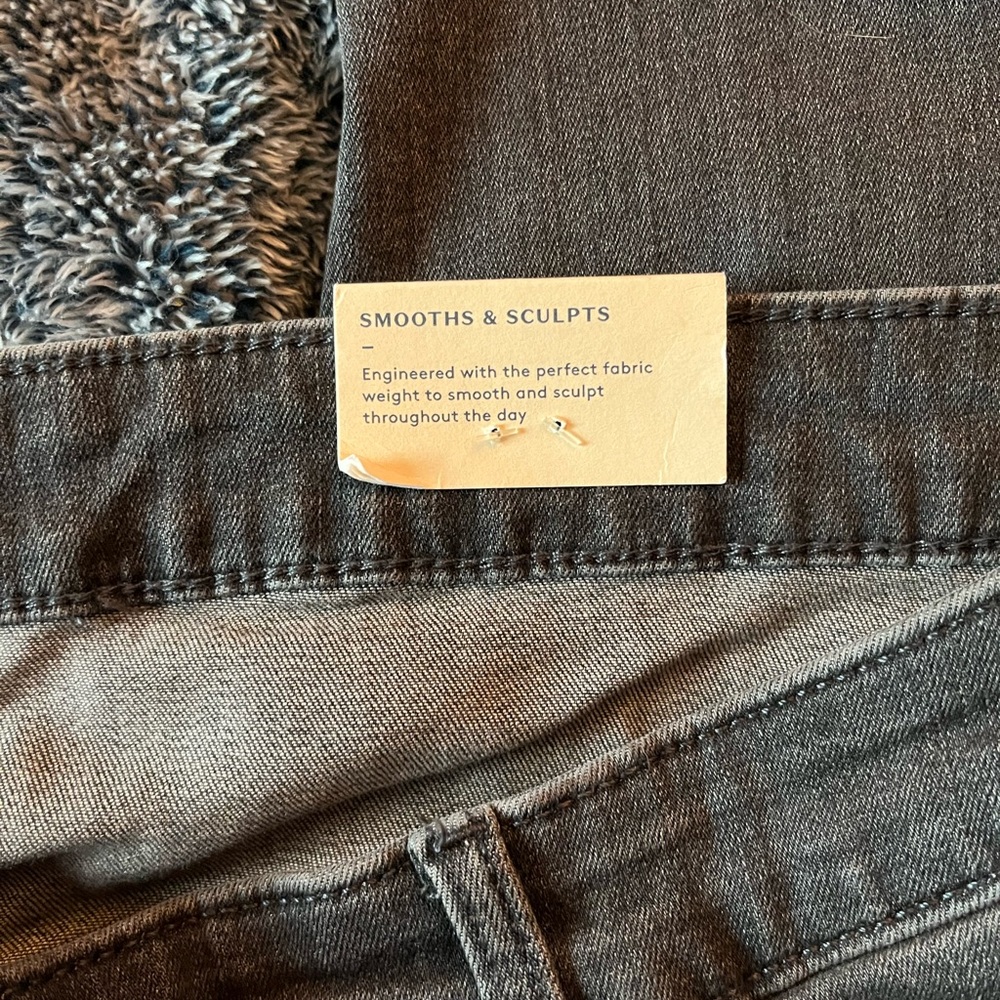 SMOOTHS & SCULPTS
–
Engineered with the perfect fabric
weight to smooth and sculpt
throughout the day